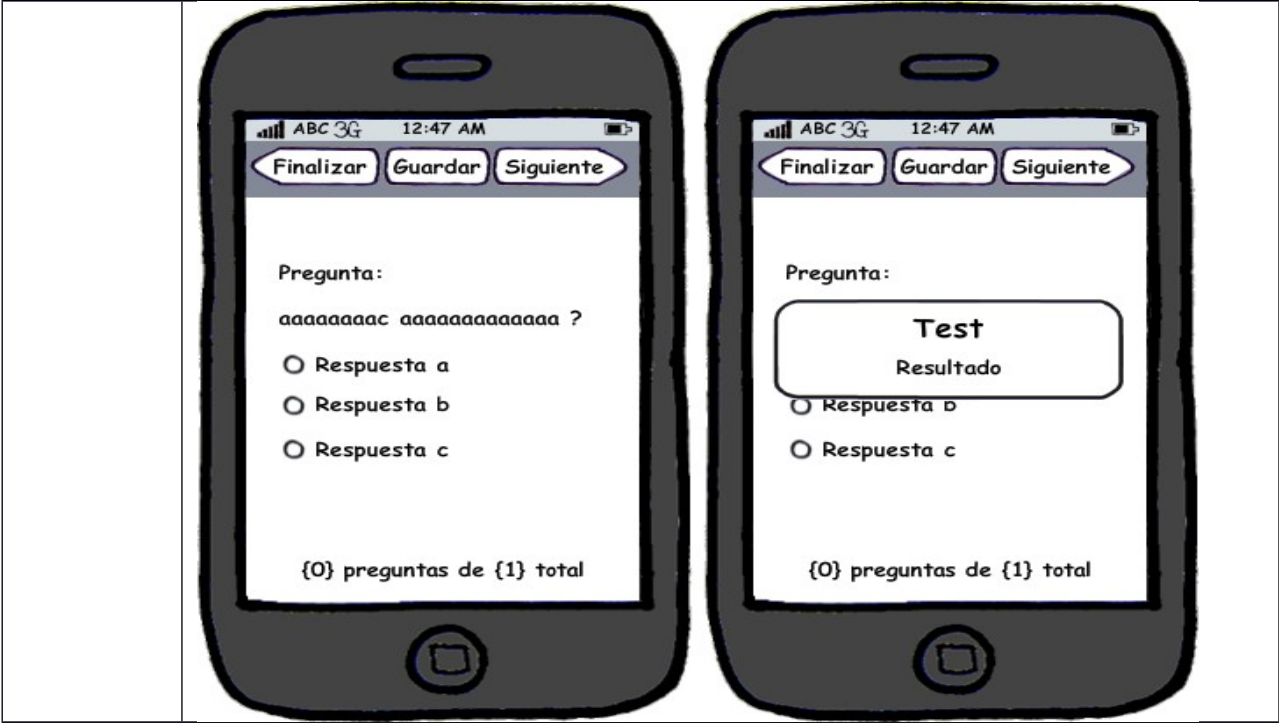 ABC 3G 12:47 AM
Finalizar Guardar Siguiente
Pregunta:
aaaaaaaac aaaaaaaaaaaaa ?
Respuesta a
Respuesta b
Respuesta c
{0} preguntas de {1} total
ABC 3G 12:47 AM
Finalizar Guardar Siguiente
Pregunta:
Test
Resultado
Respuesta b
Respuesta c
{0} preguntas de {1} total